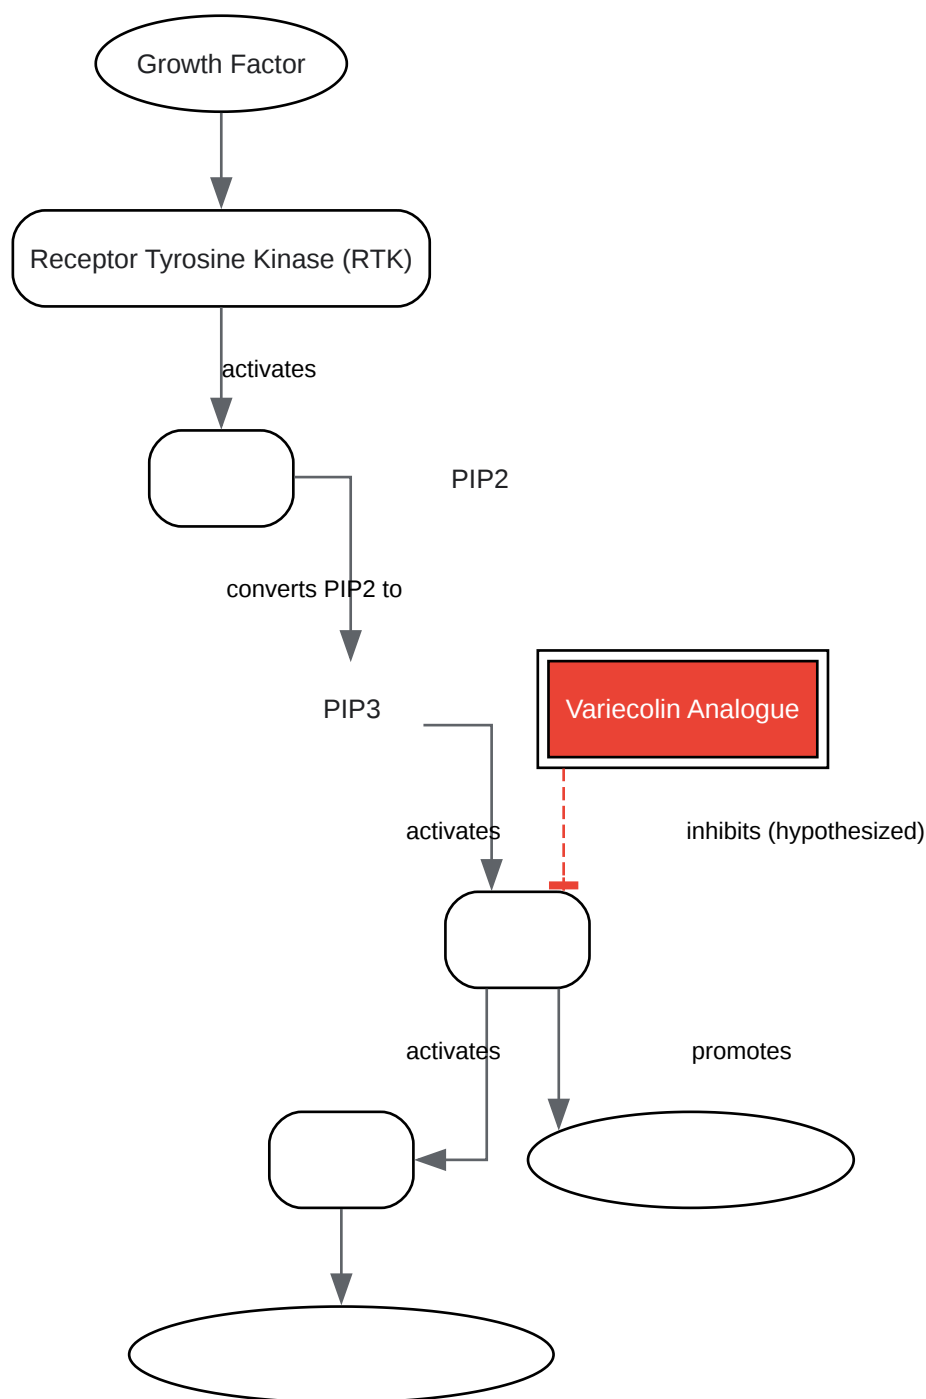 Growth Factor
Receptor Tyrosine Kinase (RTK)
activates
PIP2
converts PIP2 to
PIP3
Variecolin Analogue
activates
inhibits (hypothesized)
activates
promotes